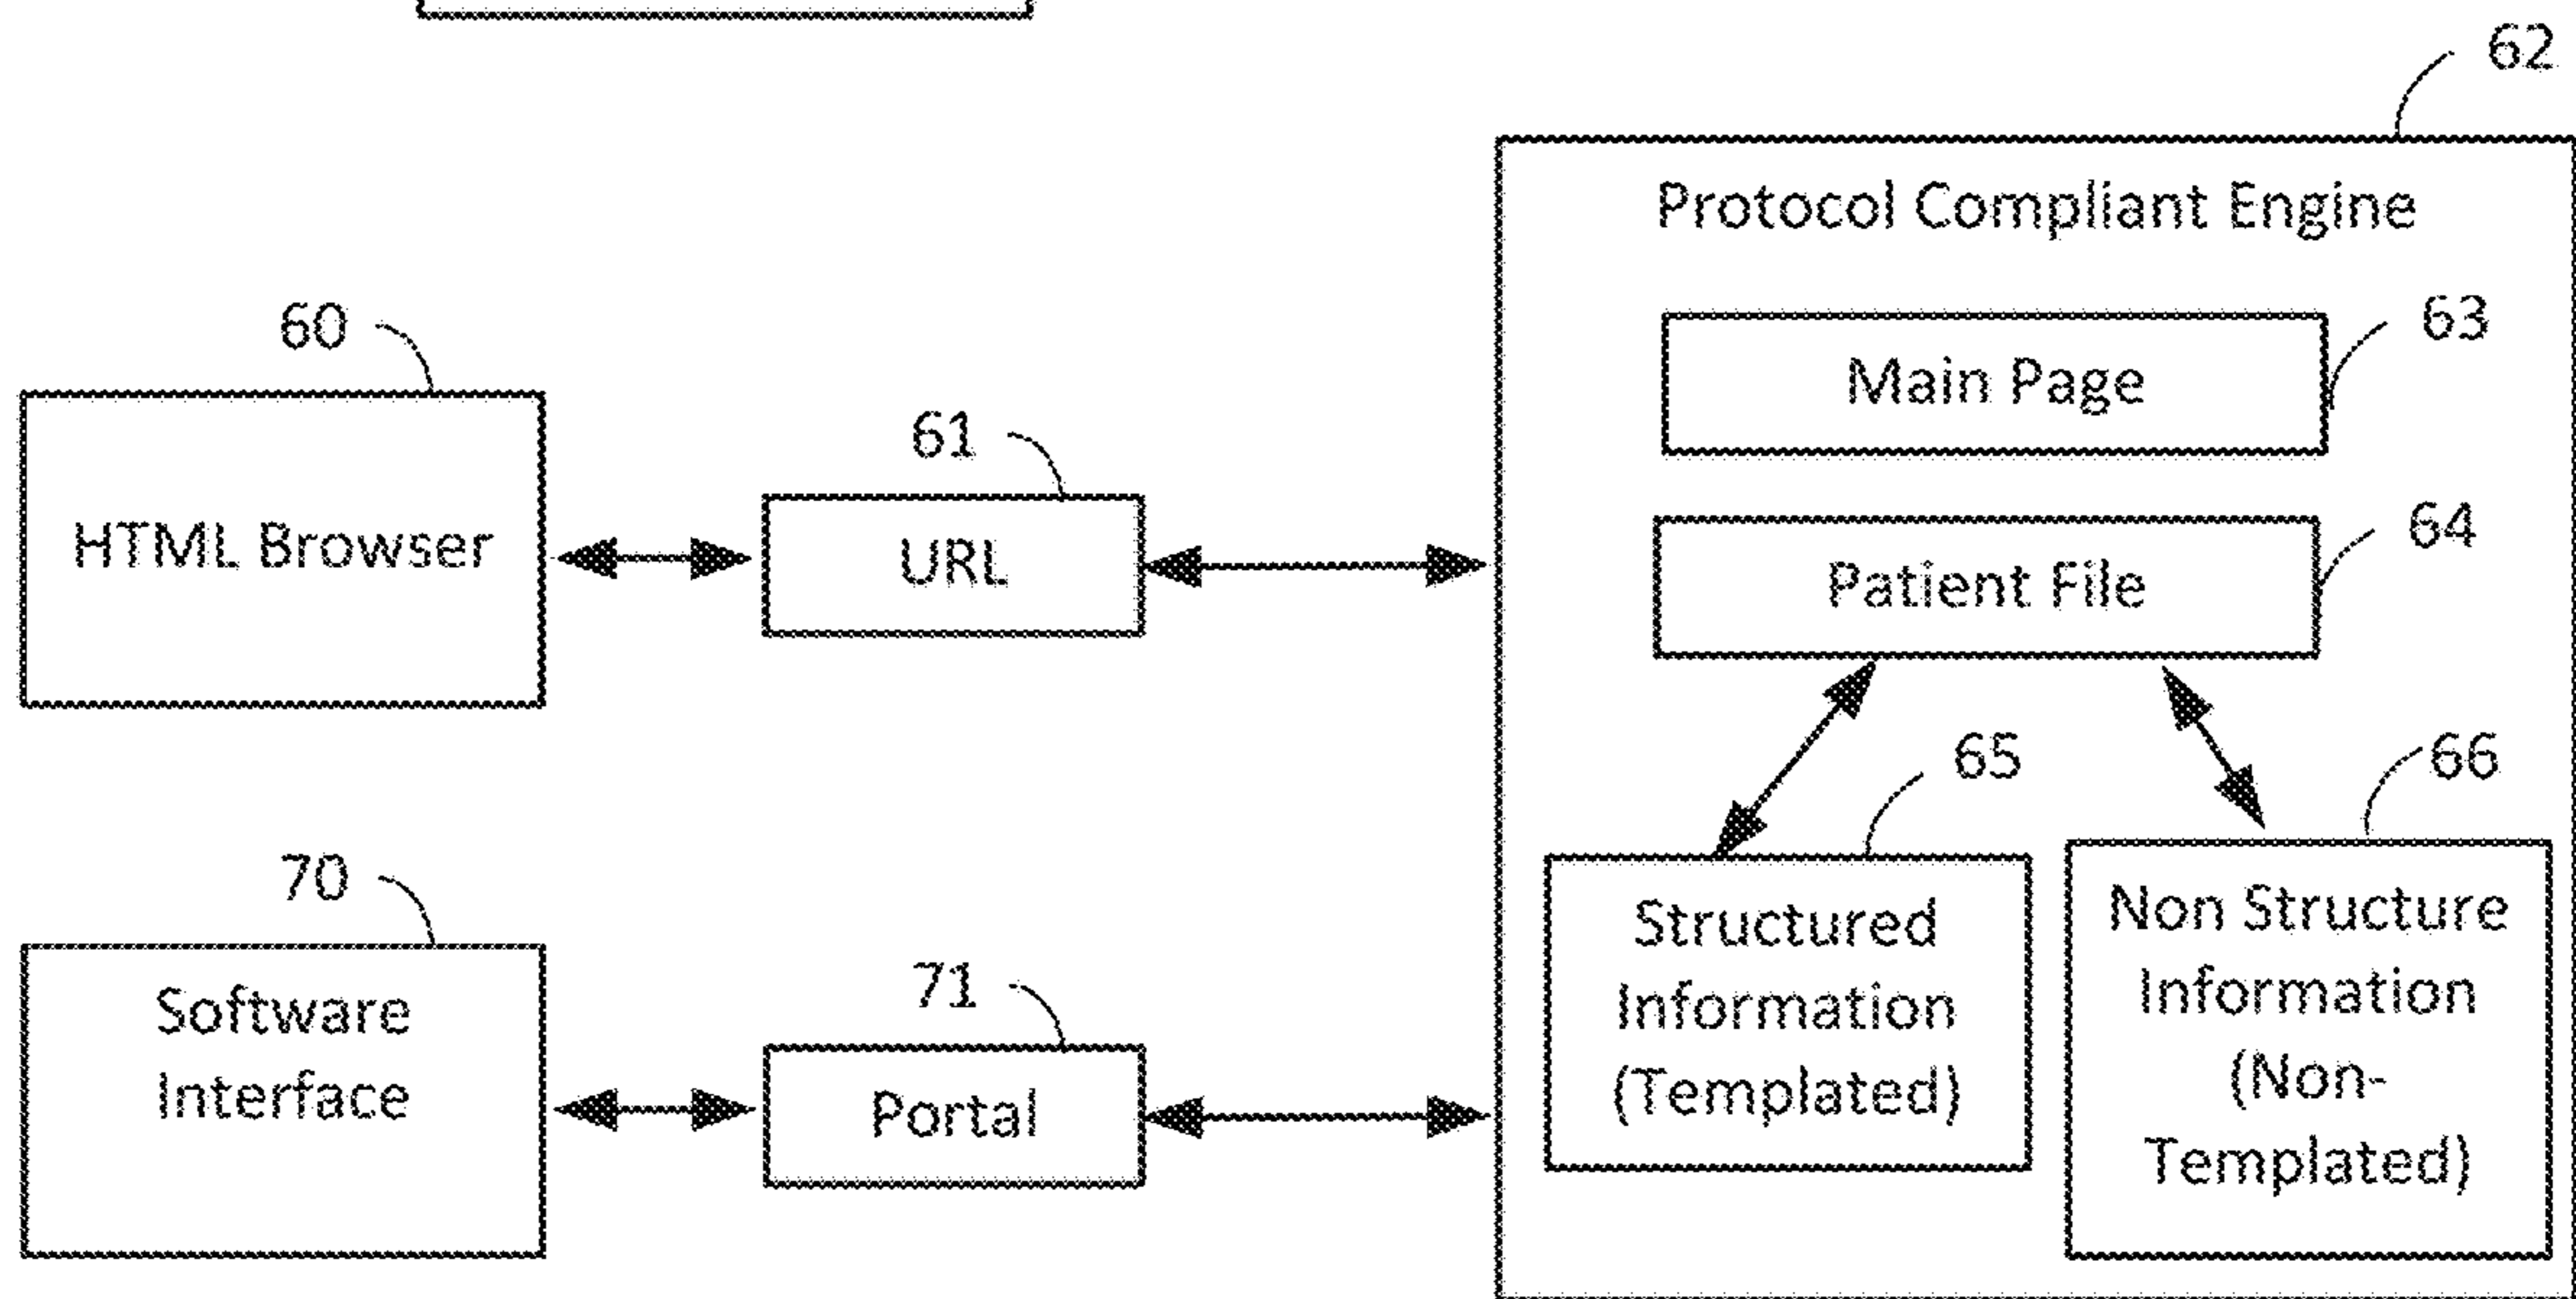 62
Protocol Compliant Engine
63
Main Page
60
HTML Browser
61
URL
64
Patient File
65
Structured
Information
(Templated)
66
Non Structure
Information
(Non-
Templated)
70
Software
Interface
71
Portal